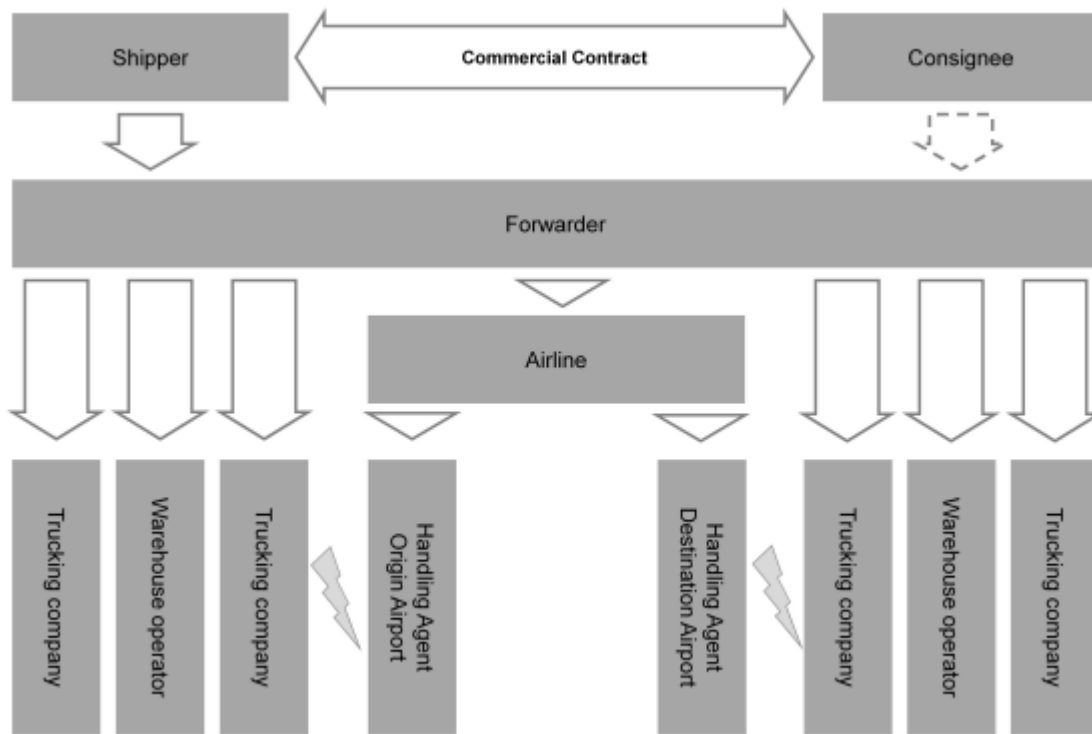 Shipper
Commercial Contract
Consignee
Forwarder
Airline
Trucking company
Warehouse operator
Trucking company
Handling Agent
Origin Airport
Handling Agent
Destination Airport
Trucking company
Warehouse operator
Trucking company